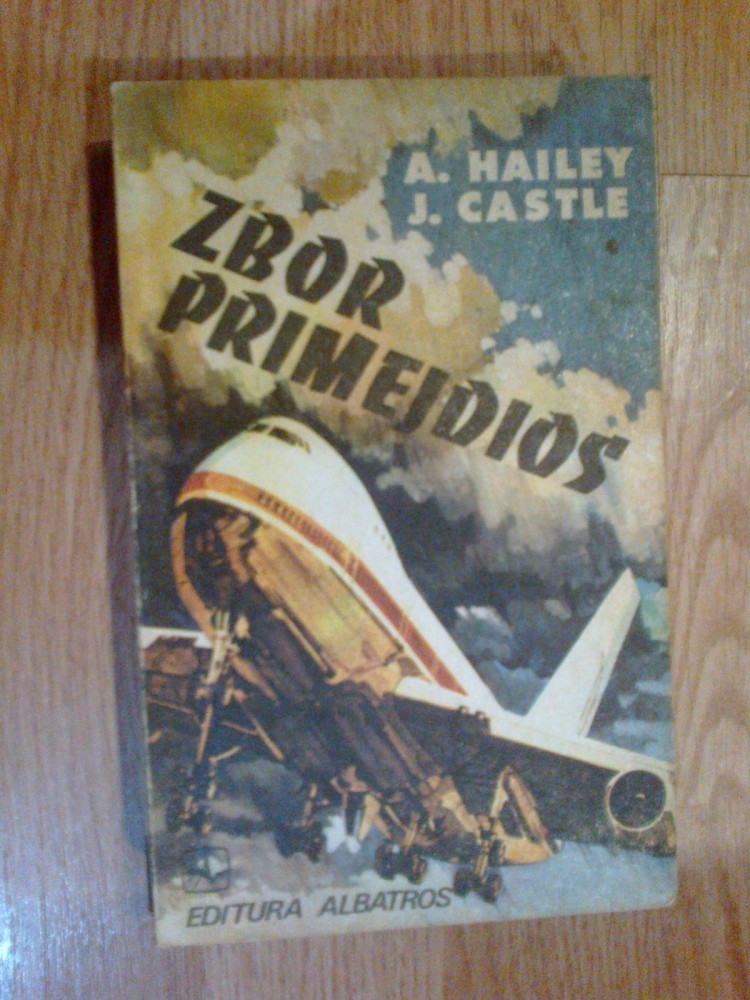 A. HAILEY
J. CASTLE
ZBOR
PRIMEJDIOS
EDITURA ALBATROS